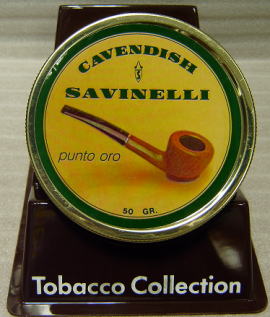 CAVENDISH
SAVINELLI
punto oro
50 GR.
Tobacco Collection